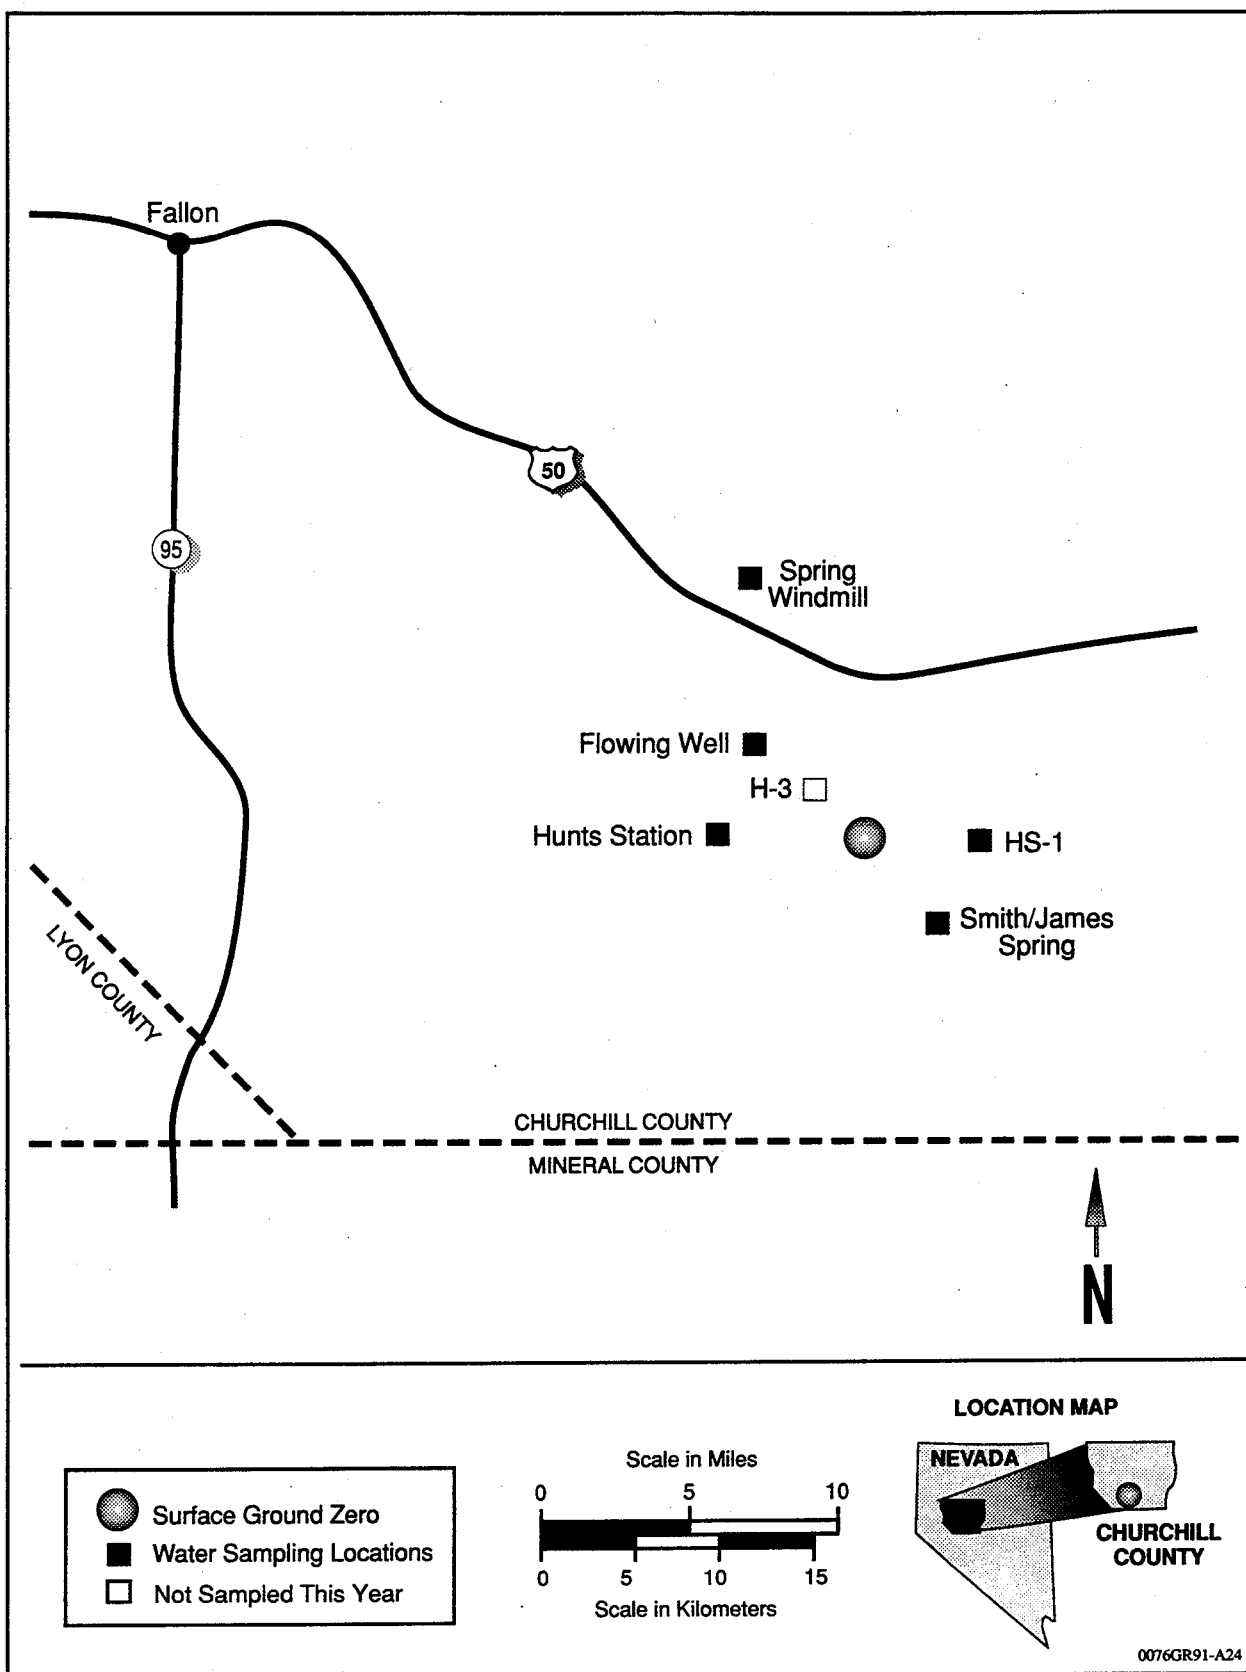 Fallon
50
95
Spring
Windmill
Flowing Well
H-3
Hunts Station
HS-1
Smith/James
Spring
LYON COUNTY
CHURCHILL COUNTY
MINERAL COUNTY
N
LOCATION MAP
NEVADA
CHURCHILL
COUNTY
Surface Ground Zero
Water Sampling Locations
Not Sampled This Year
Scale in Miles
0 5 10
0 5 10 15
Scale in Kilometers
0076GR91-A24